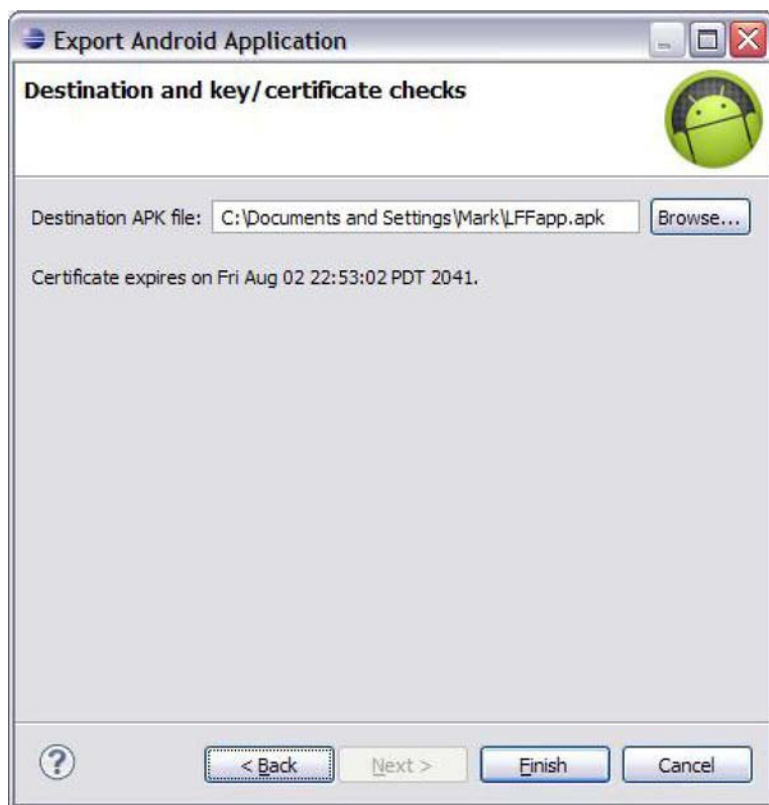 Export Android Application
Destination and key/certificate checks
Destination APK file: C:\Documents and Settings\Mark\LFFapp.apk Browse...
Certificate expires on Fri Aug 02 22:53:02 PDT 2041.
? < Back Next > Finish Cancel